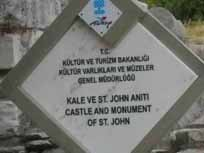 T.C.
KÜLTÜR VE TURİZM BAKANLIĞI
KÜLTÜR VARLIKLARI VE MÜZELER
GENEL MÜDÜRLÜĞÜ
KALE VE ST. JOHN ANITI
CASTLE AND MONUMENT
OF ST. JOHN